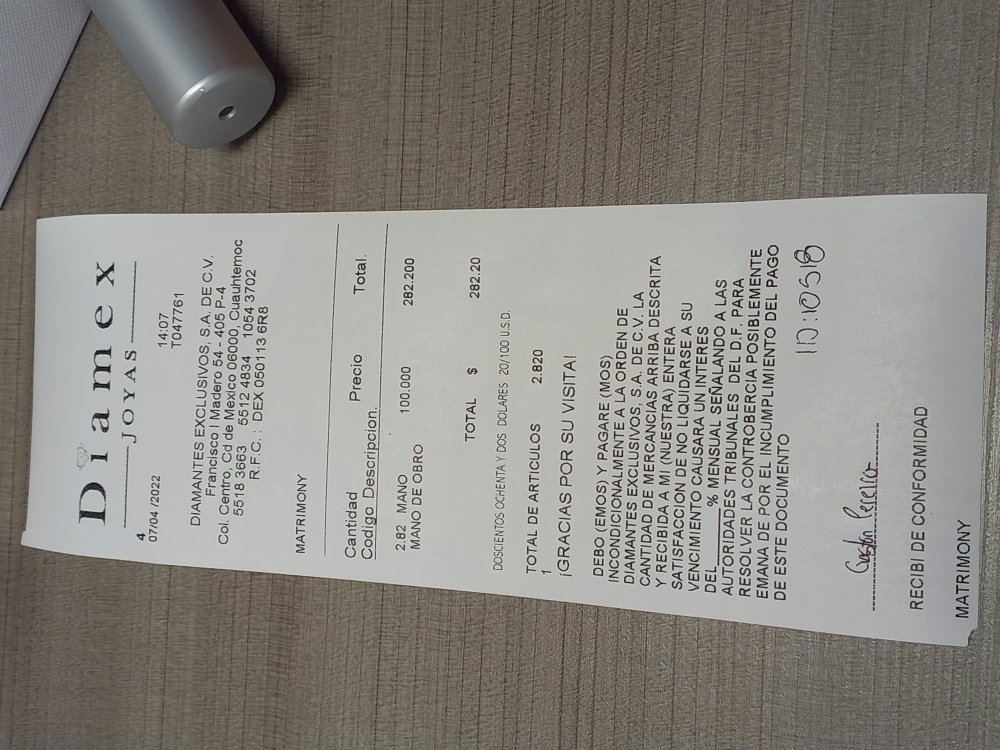 Diamex
JOYAS
4
07/04/2022 14:07
T047761
DIAMANTES EXCLUSIVOS, S.A. DE C.V.
Francisco I Madero 54 - 405 P-4
Col. Centro, Cd de Mexico 06000, Cuauhtemoc
5518 3663 5512 4834 1054 3702
R.F.C. : DEX 050113 6R8
MATRIMONY
Cantidad Precio Total.
Codigo Descripcion.
2.82 MANO 100.000 282.200
MANO DE OBRO
TOTAL $ 282.20
DOSCIENTOS OCHENTA Y DOS DOLARES 20/100 U.S.D.
TOTAL DE ARTICULOS 2.820
1
¡GRACIAS POR SU VISITA!
DEBO (EMOS) Y PAGARE (MOS)
INCONDICIONALMENTE A LA ORDEN DE
DIAMANTES EXCLUSIVOS, S.A. DE C.V. LA
CANTIDAD DE MERCANCIAS ARRIBA DESCRITA
Y RECIBIDA A MI (NUESTRA) ENTERA
SATISFACCION DE NO LIQUIDARSE A SU
VENCIMIENTO CAUSARA UN INTERES
DEL ____ % MENSUAL SEÑALANDO A LAS
AUTORIDADES TRIBUNALES DEL D.F. PARA
RESOLVER LA CONTROBERCIA POSIBLEMENTE
EMANA DE POR EL INCUMPLIMIENTO DEL PAGO
DE ESTE DOCUMENTO
Gastón
RECIBI DE CONFORMIDAD
MATRIMONY